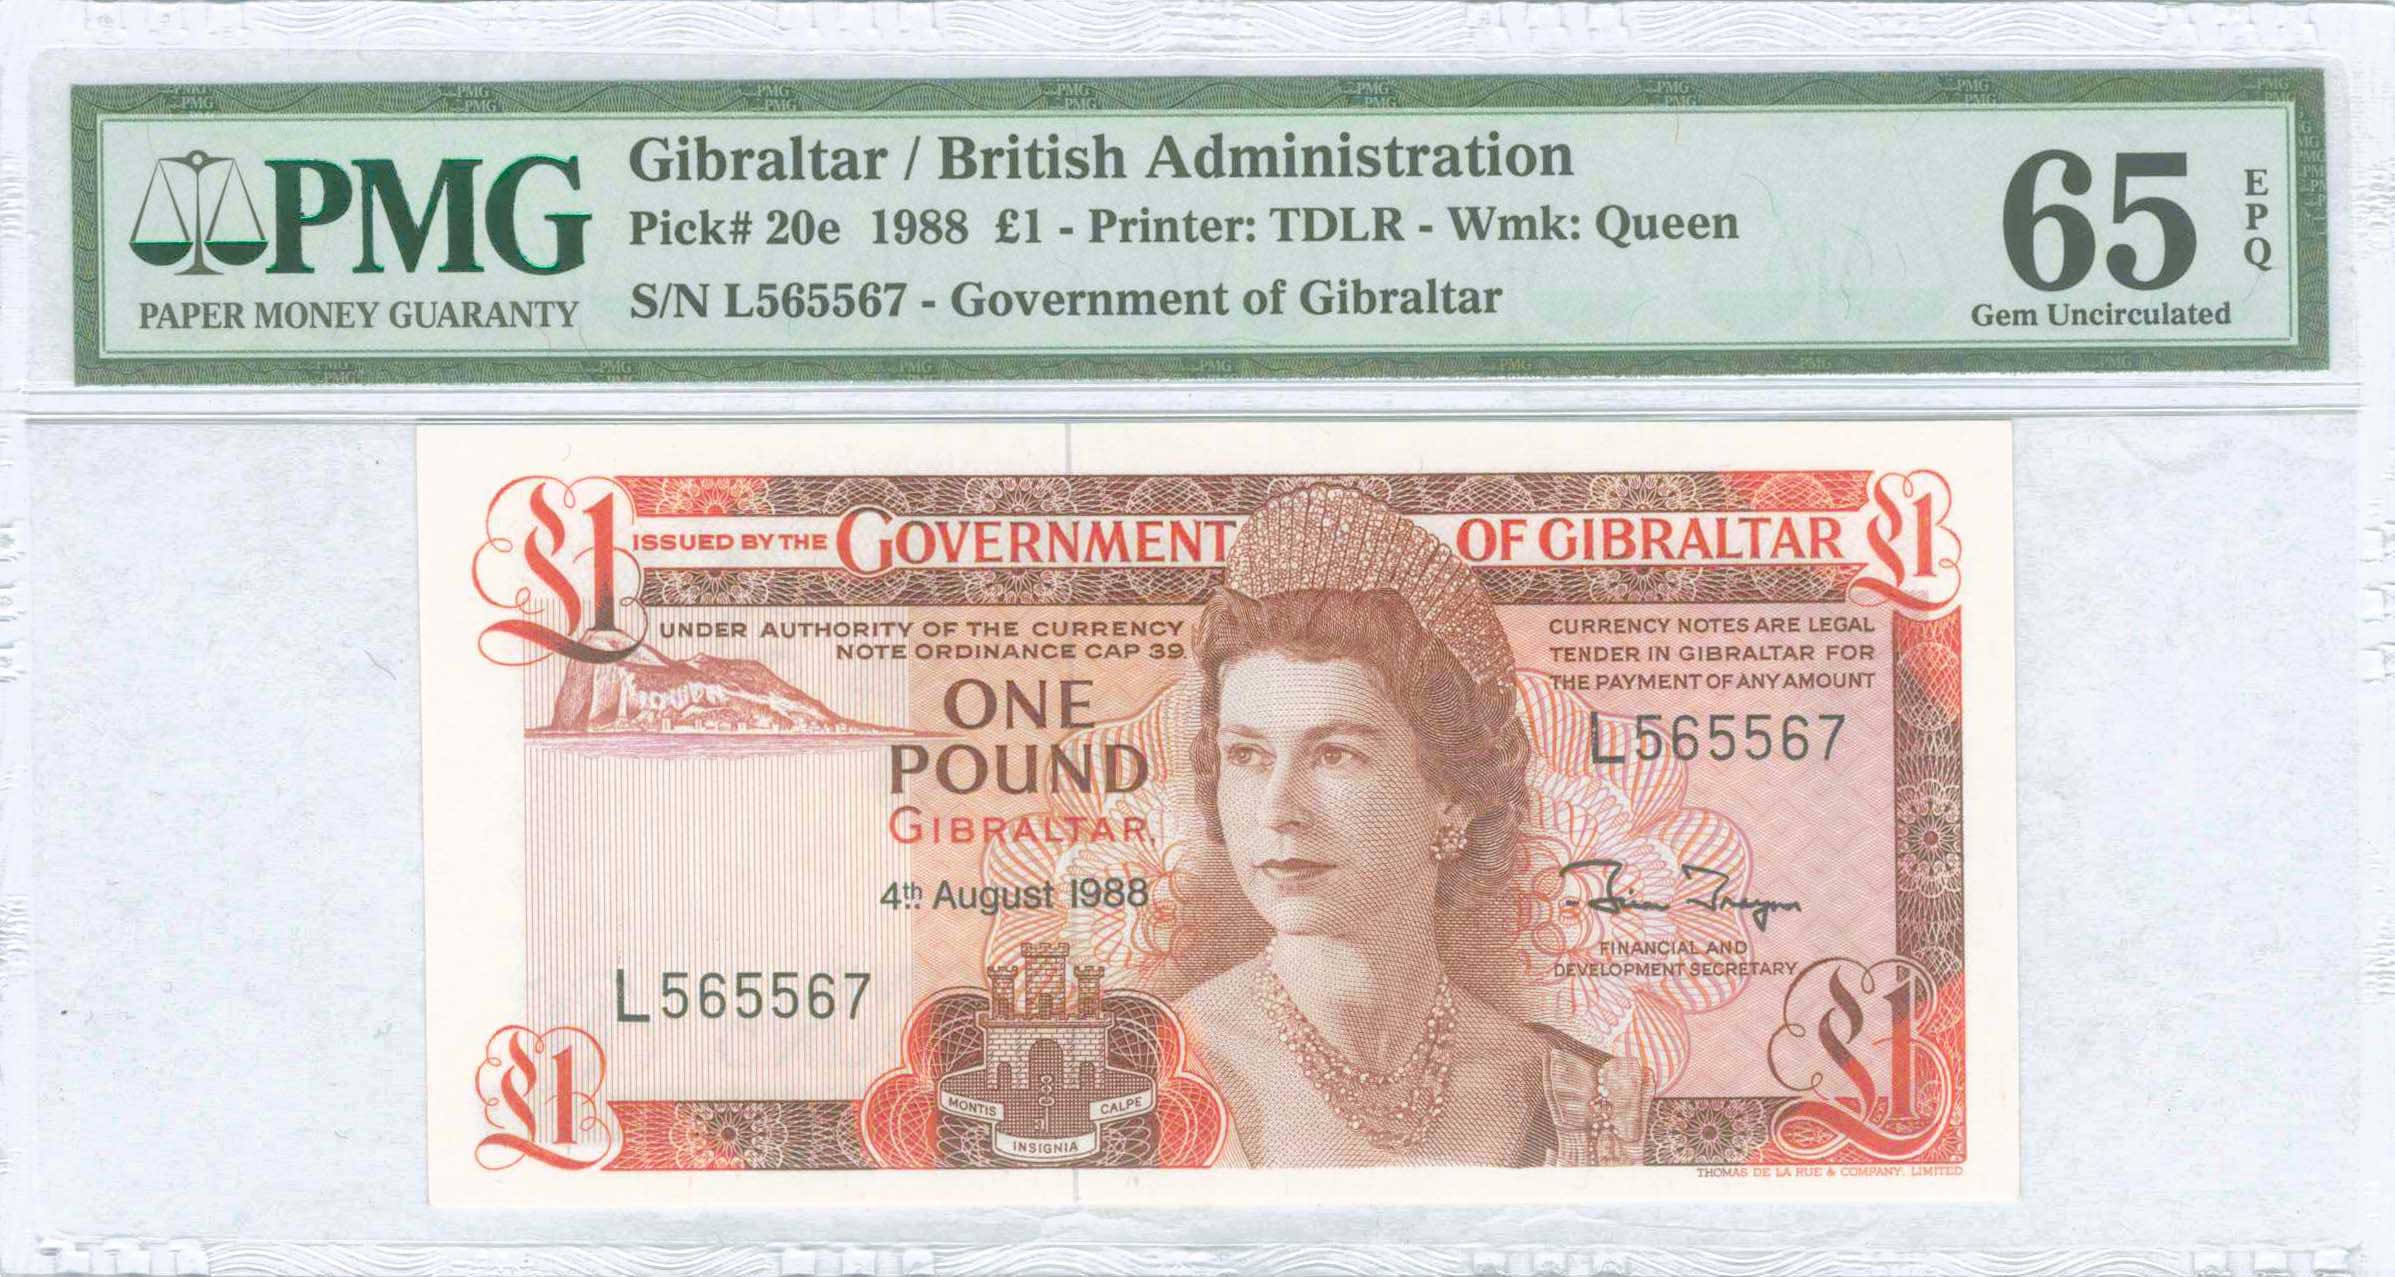 PMG
PAPER MONEY GUARANTY
Gibraltar / British Administration
Pick# 20e 1988 £1 - Printer: TDLR - Wmk: Queen
S/N L565567 - Government of Gibraltar
65
EPQ
Gem Uncirculated
£1
ISSUED BY THE GOVERNMENT OF GIBRALTAR
£1
UNDER AUTHORITY OF THE CURRENCY
NOTE ORDINANCE CAP 39.
CURRENCY NOTES ARE LEGAL
TENDER IN GIBRALTAR FOR
THE PAYMENT OF ANY AMOUNT
ONE
POUND
GIBRALTAR,
4th August 1988
L565567
L565567
FINANCIAL AND
DEVELOPMENT SECRETARY
£1
MONTIS
CALPE
INSIGNIA
£1
THOMAS DE LA RUE & COMPANY, LIMITED